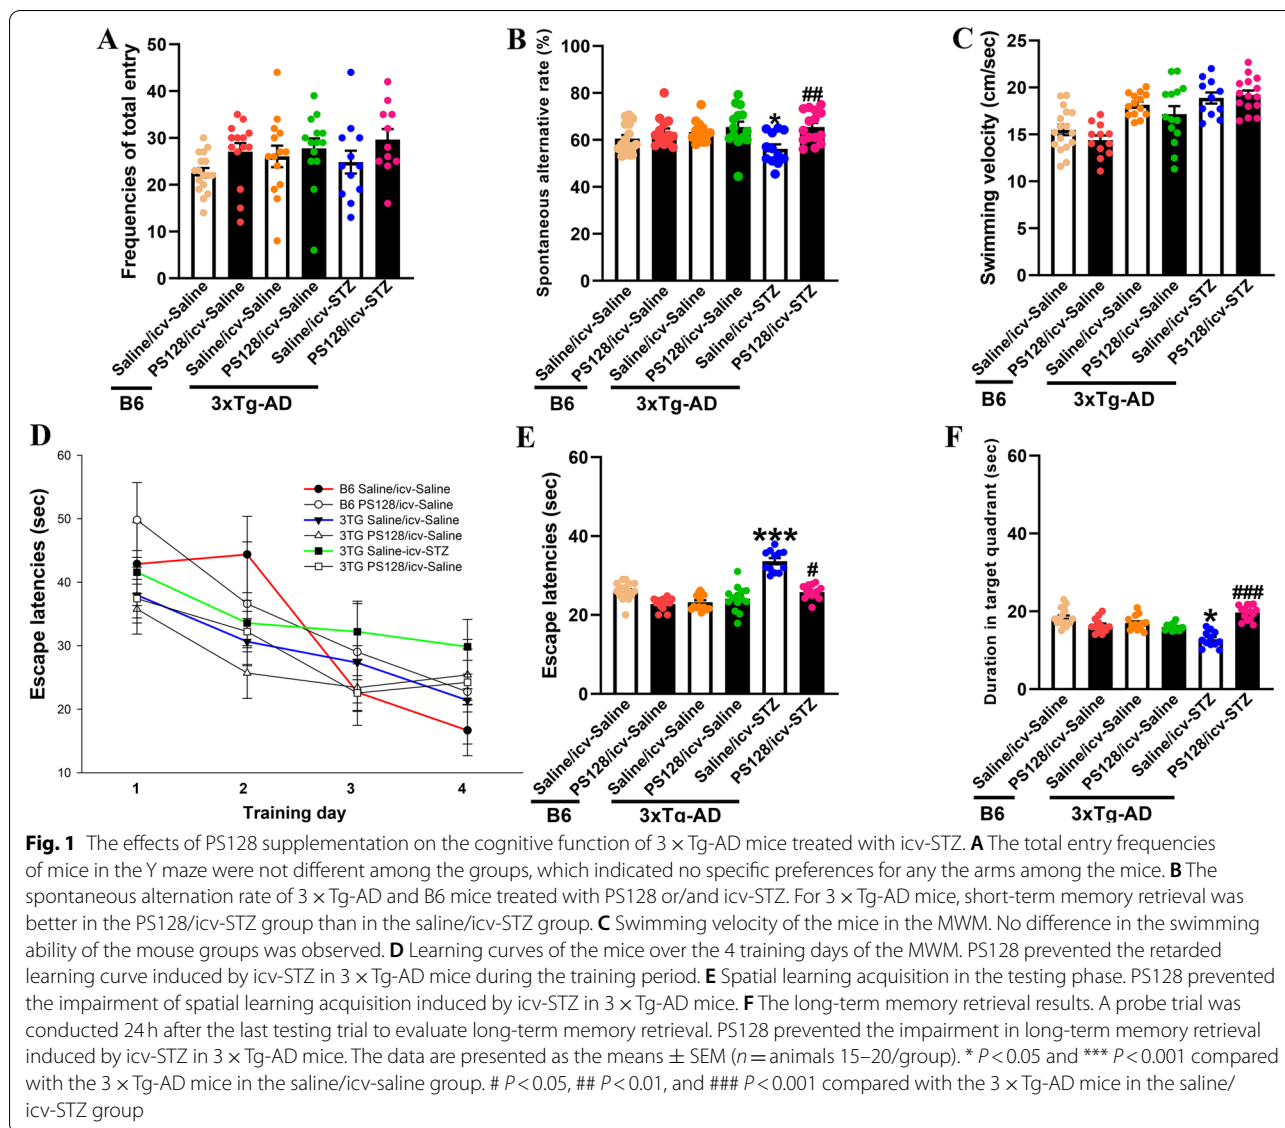 A
Frequencies of total entry
50
40
30
20
10
0
Saline/icv-Saline
PS128/icv-Saline
Saline/icv-Saline
PS128/icv-Saline
Saline/icv-STZ
PS128/icv-STZ
B6
3xTg-AD
B
Spontaneous alternative rate (%)
100
80
60
40
20
0
*
##
Saline/icv-Saline
PS128/icv-Saline
Saline/icv-Saline
PS128/icv-Saline
Saline/icv-STZ
PS128/icv-STZ
B6
3xTg-AD
C
Swimming velocity (cm/sec)
25
20
15
10
5
0
Saline/icv-Saline
PS128/icv-Saline
Saline/icv-Saline
PS128/icv-Saline
Saline/icv-STZ
PS128/icv-STZ
B6
3xTg-AD
D
Escape latencies (sec)
60
50
40
30
20
10
B6 Saline/icv-Saline
B6 PS128/icv-Saline
3TG Saline/icv-Saline
3TG PS128/icv-Saline
3TG Saline-icv-STZ
3TG PS128/icv-Saline
1 2 3 4
Training day
E
Escape latencies (sec)
60
40
20
0
***
#
Saline/icv-Saline
PS128/icv-Saline
Saline/icv-Saline
PS128/icv-Saline
Saline/icv-STZ
PS128/icv-STZ
B6
3xTg-AD
F
Duration in target quadrant (sec)
60
40
20
0
*
###
Saline/icv-Saline
PS128/icv-Saline
Saline/icv-Saline
PS128/icv-Saline
Saline/icv-STZ
PS128/icv-STZ
B6
3xTg-AD
Fig. 1 The effects of PS128 supplementation on the cognitive function of 3 × Tg-AD mice treated with icv-STZ. A The total entry frequencies
of mice in the Y maze were not different among the groups, which indicated no specific preferences for any the arms among the mice. B The
spontaneous alternation rate of 3 × Tg-AD and B6 mice treated with PS128 or/and icv-STZ. For 3 × Tg-AD mice, short-term memory retrieval was
better in the PS128/icv-STZ group than in the saline/icv-STZ group. C Swimming velocity of the mice in the MWM. No difference in the swimming
ability of the mouse groups was observed. D Learning curves of the mice over the 4 training days of the MWM. PS128 prevented the retarded
learning curve induced by icv-STZ in 3 × Tg-AD mice during the training period. E Spatial learning acquisition in the testing phase. PS128 prevented
the impairment of spatial learning acquisition induced by icv-STZ in 3 × Tg-AD mice. F The long-term memory retrieval results. A probe trial was
conducted 24 h after the last testing trial to evaluate long-term memory retrieval. PS128 prevented the impairment in long-term memory retrieval
induced by icv-STZ in 3 × Tg-AD mice. The data are presented as the means ± SEM (n = animals 15–20/group). * P < 0.05 and *** P < 0.001 compared
with the 3 × Tg-AD mice in the saline/icv-saline group. # P < 0.05, ## P < 0.01, and ### P < 0.001 compared with the 3 × Tg-AD mice in the saline/
icv-STZ group